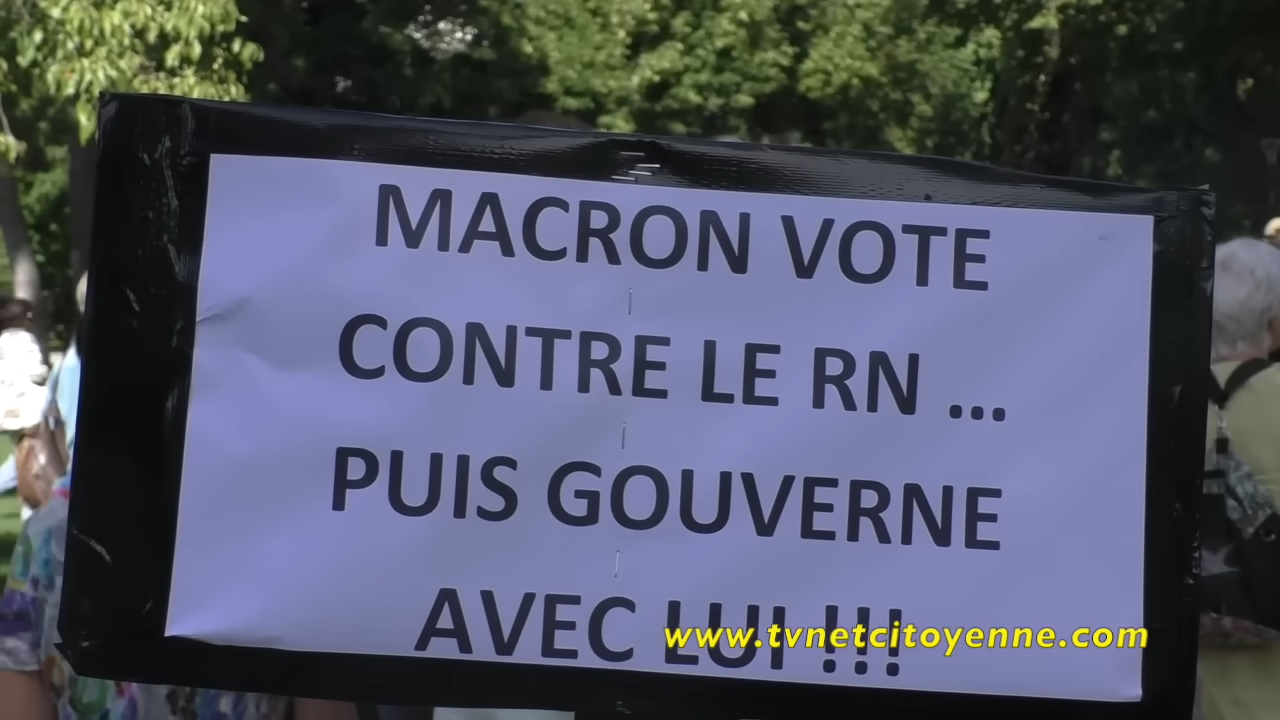 MACRON VOTE
CONTRE LE RN ...
PUIS GOUVERNE
AVEC LUI !!!
www.tvnetcitoyenne.com